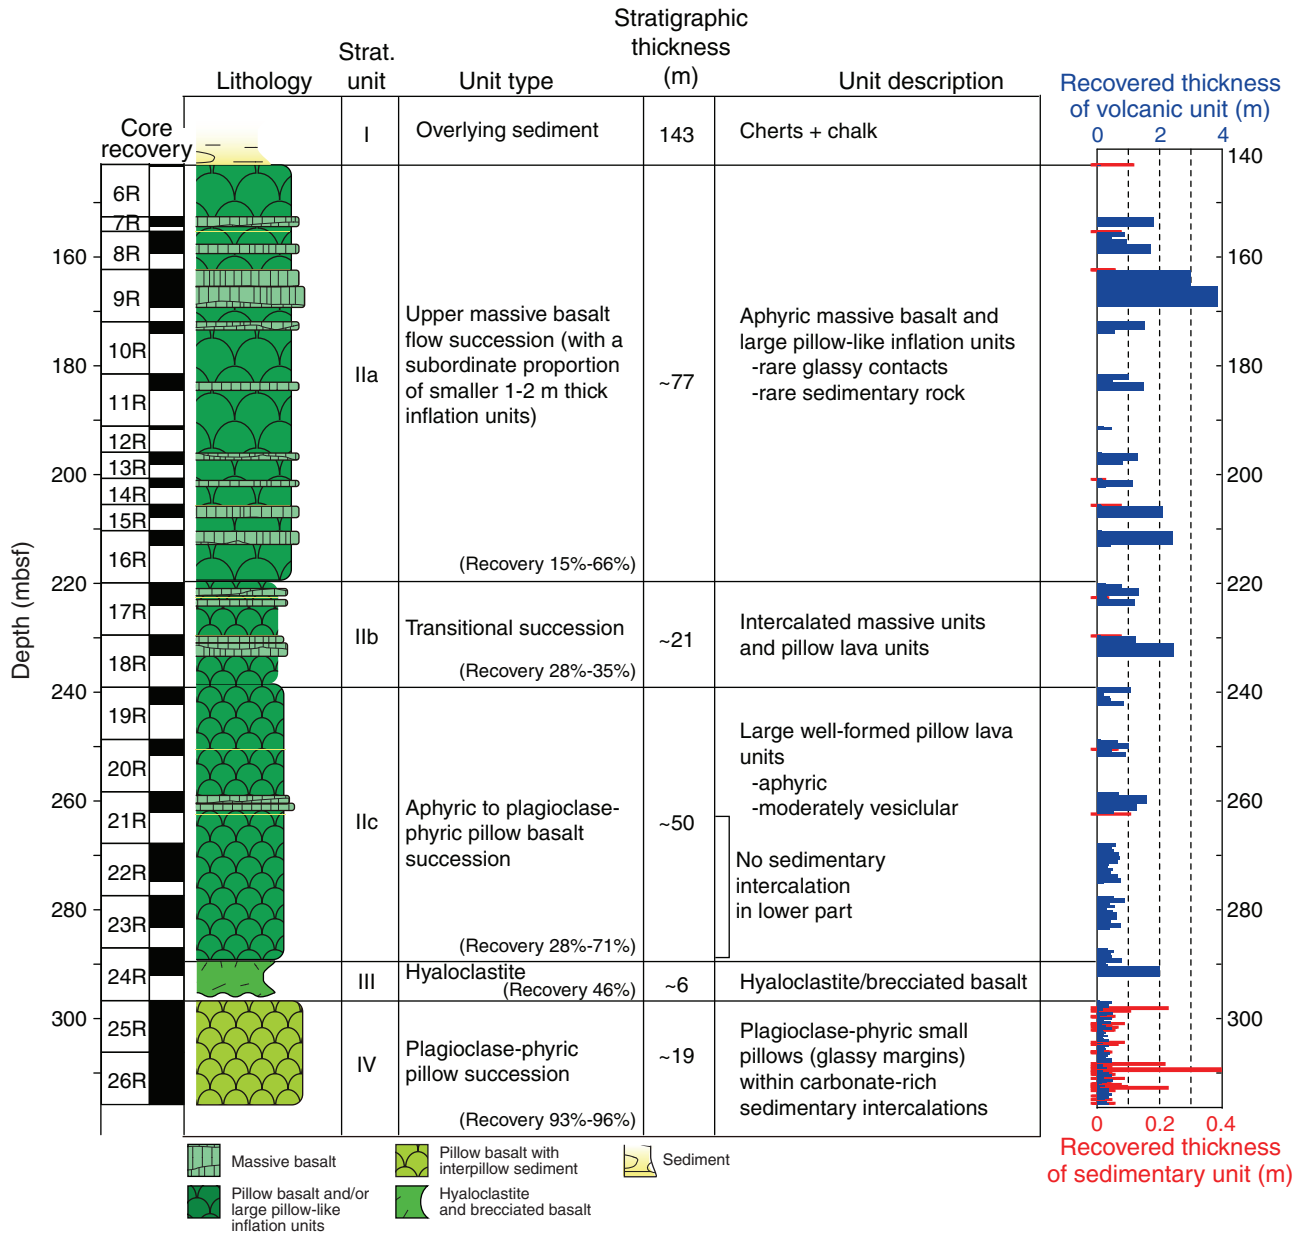 Stratigraphic
thickness
(m)
Strat.
unit
Lithology
Unit type
Unit description
Recovered thickness
of volcanic unit (m)
0 2 4
Core
recovery
I
Overlying sediment
143
Cherts + chalk
Depth (mbsf)
160
180
200
220
240
260
280
300
6R
7R
8R
9R
10R
11R
12R
13R
14R
15R
16R
17R
18R
19R
20R
21R
22R
23R
24R
25R
26R
IIa
Upper massive basalt
flow succession (with a
subordinate proportion
of smaller 1-2 m thick
inflation units)
(Recovery 15%-66%)
~77
Aphyric massive basalt and
large pillow-like inflation units
-rare glassy contacts
-rare sedimentary rock
IIb
Transitional succession
(Recovery 28%-35%)
~21
Intercalated massive units
and pillow lava units
IIc
Aphyric to plagioclase-
phyric pillow basalt
succession
(Recovery 28%-71%)
~50
Large well-formed pillow lava
units
-aphyric
-moderately vesiclular
No sedimentary
intercalation
in lower part
III
Hyaloclastite
(Recovery 46%)
~6
Hyaloclastite/brecciated basalt
IV
Plagioclase-phyric
pillow succession
(Recovery 93%-96%)
~19
Plagioclase-phyric small
pillows (glassy margins)
within carbonate-rich
sedimentary intercalations
140
160
180
200
220
240
260
280
300
0 0.2 0.4
Recovered thickness
of sedimentary unit (m)
Massive basalt
Pillow basalt and/or
large pillow-like
inflation units
Pillow basalt with
interpillow sediment
Hyaloclastite
and brecciated basalt
Sediment